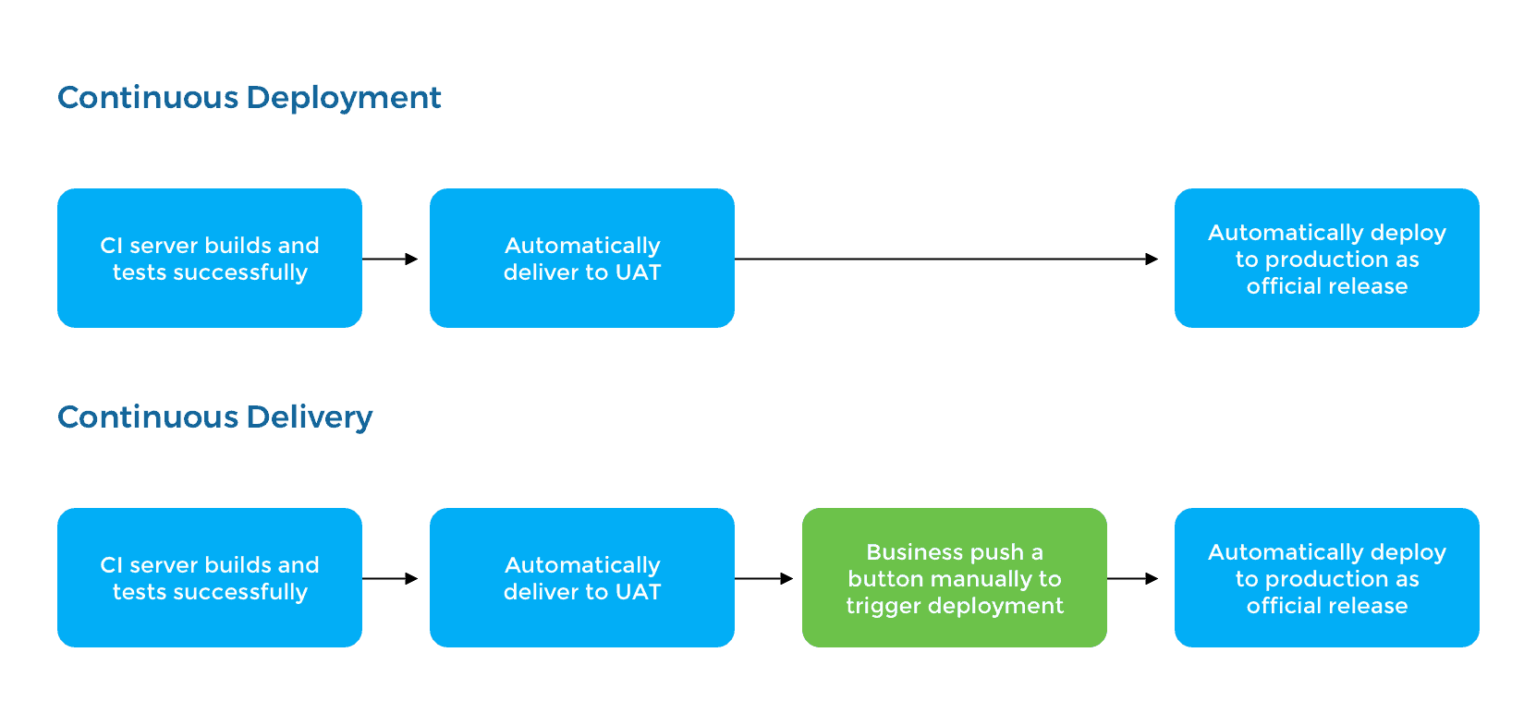 Continuous Deployment
CI server builds and
tests successfully
Automatically
deliver to UAT
Automatically deploy
to production as
official release
Continuous Delivery
CI server builds and
tests successfully
Automatically
deliver to UAT
Business push a
button manually to
trigger deployment
Automatically deploy
to production as
official release